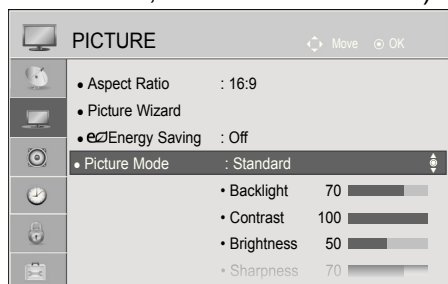 PICTURE Move OK
• Aspect Ratio : 16:9
• Picture Wizard
• Energy Saving : Off
• Picture Mode : Standard
• Backlight 70
• Contrast 100
• Brightness 50
• Sharpness 70